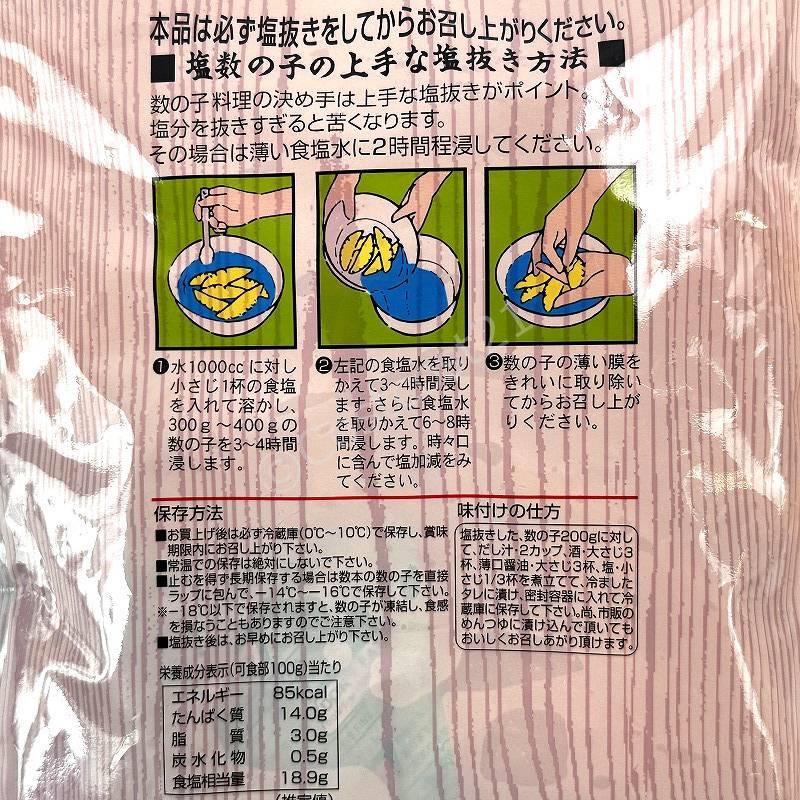 本品は必ず塩抜きをしてからお召し上がりください。
■塩数の子の上手な塩抜き方法■
数の子料理の決め手は上手な塩抜きがポイント。
塩分を抜きすぎると苦くなります。
その場合は薄い食塩水に2時間程浸してください。
❶水1000ccに対し
小さじ1杯の食塩
を入れて溶かし、
300g～400gの
数の子を3～4時間
浸します。
❷左記の食塩水を取り
かえて3～4時間浸し
ます。さらに食塩水
を取りかえて6～8時
間浸します。時々口
に含んで塩加減をみ
てください。
❸数の子の薄い膜を
きれいに取り除い
てからお召し上が
りください。
保存方法
■お買上げ後は必ず冷蔵庫(0℃～10℃)で保存し、賞味
期限内にお召し上がり下さい。
■常温での保存は絶対にしないで下さい。
■止むを得ず長期保存する場合は数本の数の子を直接
ラップに包んで、−14℃～−16℃で保存して下さい。
※−18℃以下で保存されますと、数の子が凍結し、食感
を損なうこともありますのでご注意下さい。
■塩抜き後は、お早めにお召し上がり下さい。
味付けの仕方
塩抜きした、数の子200gに対し
て、だし汁・2カップ、酒・大さじ3
杯、薄口醤油・大さじ3杯、塩・小
さじ1/3杯を煮立てて、冷ました
タレに漬け、密封容器に入れて冷
蔵庫に保存して下さい。尚、市販の
めんつゆに漬け込んで頂いても
おいしくお召しあがり頂けます。
栄養成分表示(可食部100g)当たり
エネルギー 85kcal
たんぱく質 14.0g
脂質 3.0g
炭水化物 0.5g
食塩相当量 18.9g
(推定値)